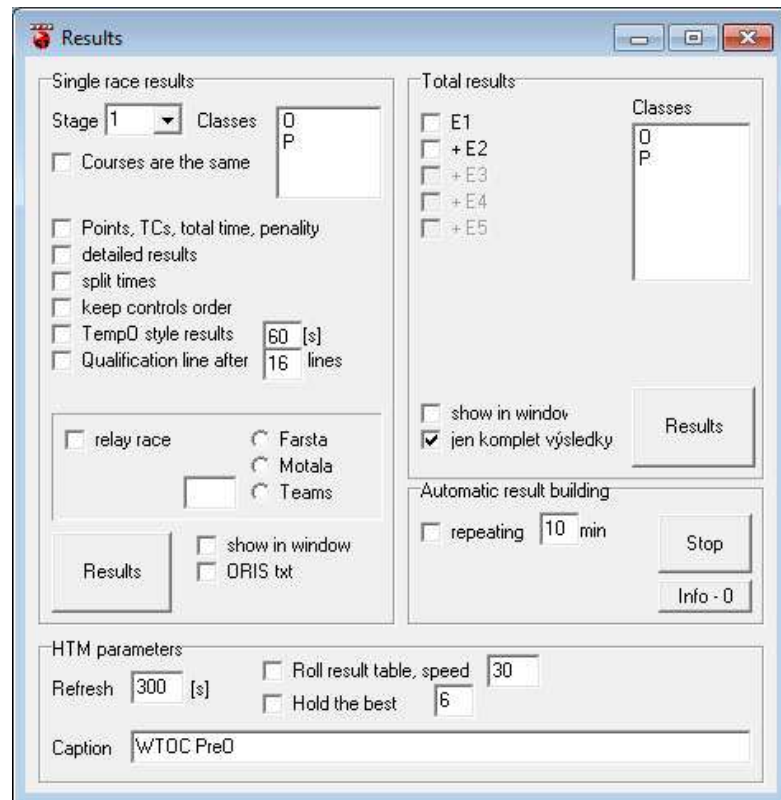 Results
Single race results
Stage 1 Classes O
P
Courses are the same
Points, TCs, total time, penality
detailed results
split times
keep controls order
TempO style results 60 [s]
Qualification line after 16 lines
relay race
Farsta
Motala
Teams
Results
show in window
ORIS txt
Total results
Classes
E1
+ E2
+ E3
+ E4
+ E5
O
P
show in window
jen komplet výsledky
Results
Automatic result building
repeating 10 min
Stop
Info - 0
HTM parameters
Refresh 300 [s]
Roll result table, speed 30
Hold the best 6
Caption WTOC PreO